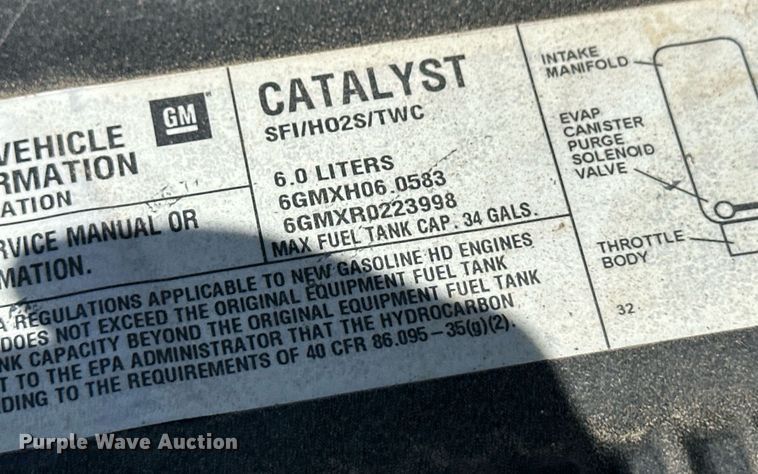 VEHICLE
RMATION
ATION
GM
RVICE MANUAL OR
MATION.
CATALYST
SFI/HO2S/TWC
6.0 LITERS
6GMXH06.0583
6GMXR0223998
MAX FUEL TANK CAP. 34 GALS.
A REGULATIONS APPLICABLE TO NEW GASOLINE HD ENGINES
DOES NOT EXCEED THE ORIGINAL EQUIPMENT FUEL TANK
NK CAPACITY BEYOND THE ORIGINAL EQUIPMENT FUEL TANK
T TO THE EPA ADMINISTRATOR THAT THE HYDROCARBON
DING TO THE REQUIREMENTS OF 40 CFR 86.095-35(g)(2).
INTAKE
MANIFOLD
EVAP
CANISTER
PURGE
SOLENOID
VALVE
THROTTLE
BODY
32
Purple Wave Auction